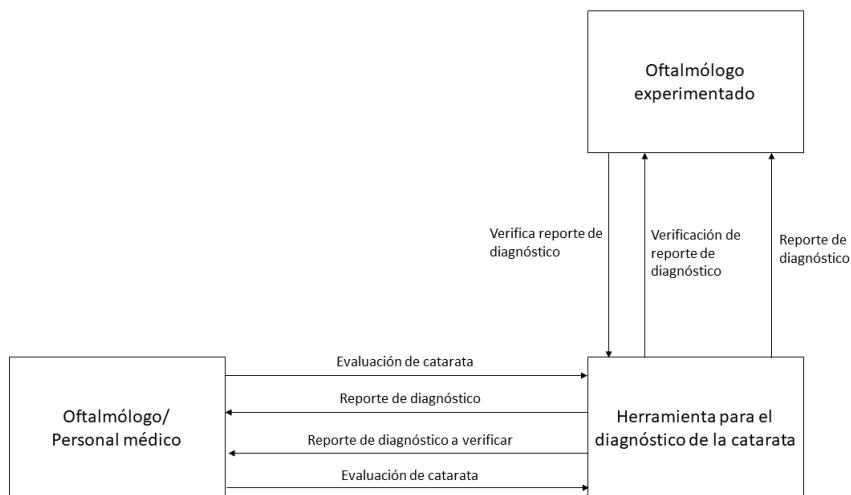 Oftalmólogo
experimentado
Verifica reporte de
diagnóstico
Verificación de
reporte de
diagnóstico
Reporte de
diagnóstico
Evaluación de catarata
Reporte de diagnóstico
Reporte de diagnóstico a verificar
Evaluación de catarata
Oftalmólogo/
Personal médico
Herramienta para el
diagnóstico de la catarata